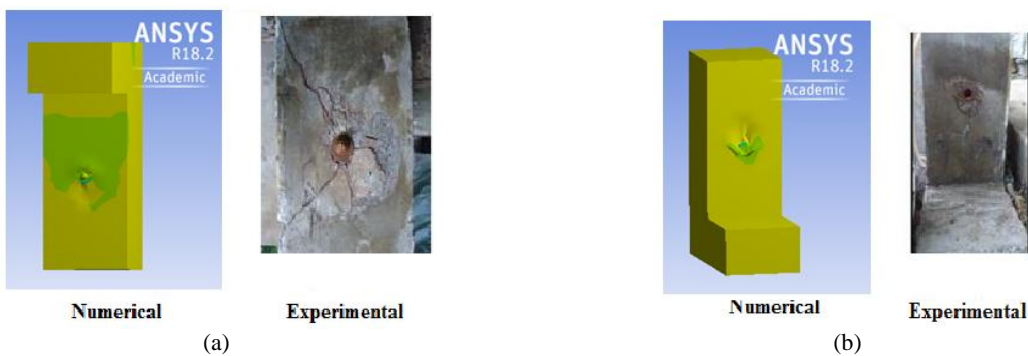 ANSYS
R18.2
Academic
ANSYS
R18.2
Academic
Numerical
Experimental
Numerical
Experimental
(a)
(b)